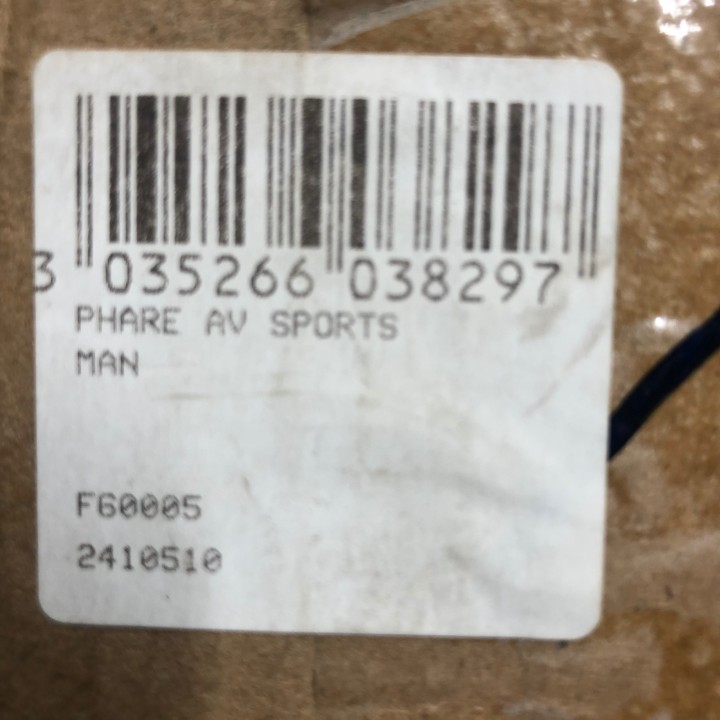 3 035266 038297
PHARE AV SPORTS
MAN
F60005
2410510